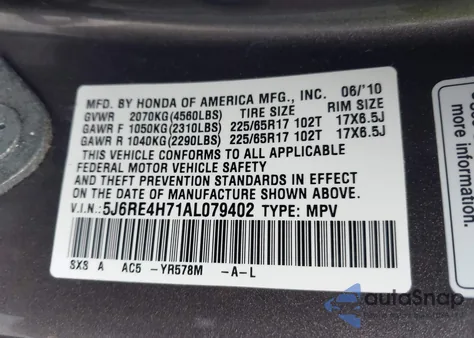 MFD. BY HONDA OF AMERICA MFG., INC. 06/'10
GVWR 2070KG(4560LBS) TIRE SIZE RIM SIZE
GAWR F 1050KG(2310LBS) 225/65R17 102T 17X6.5J
GAWR R 1040KG(2290LBS) 225/65R17 102T 17X6.5J
THIS VEHICLE CONFORMS TO ALL APPLICABLE
FEDERAL MOTOR VEHICLE SAFETY AND THEFT PREVENTION
STANDARDS IN EFFECT ON THE
DATE OF MANUFACTURE SHOWN ABOVE.
V.I.N.:5J6RE4H71AL079402 TYPE: MPV
SXS A AC5 -YR578M -A-L
autoSnap